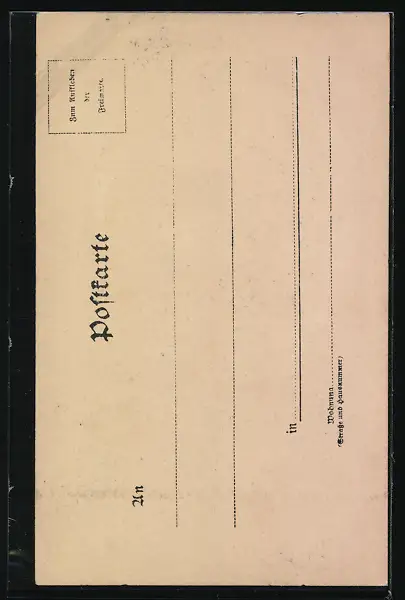 Postkarte
Zum Aufkleben
der
Freimarke.
An
in
Wohnung
(Straße und Hausnummer)